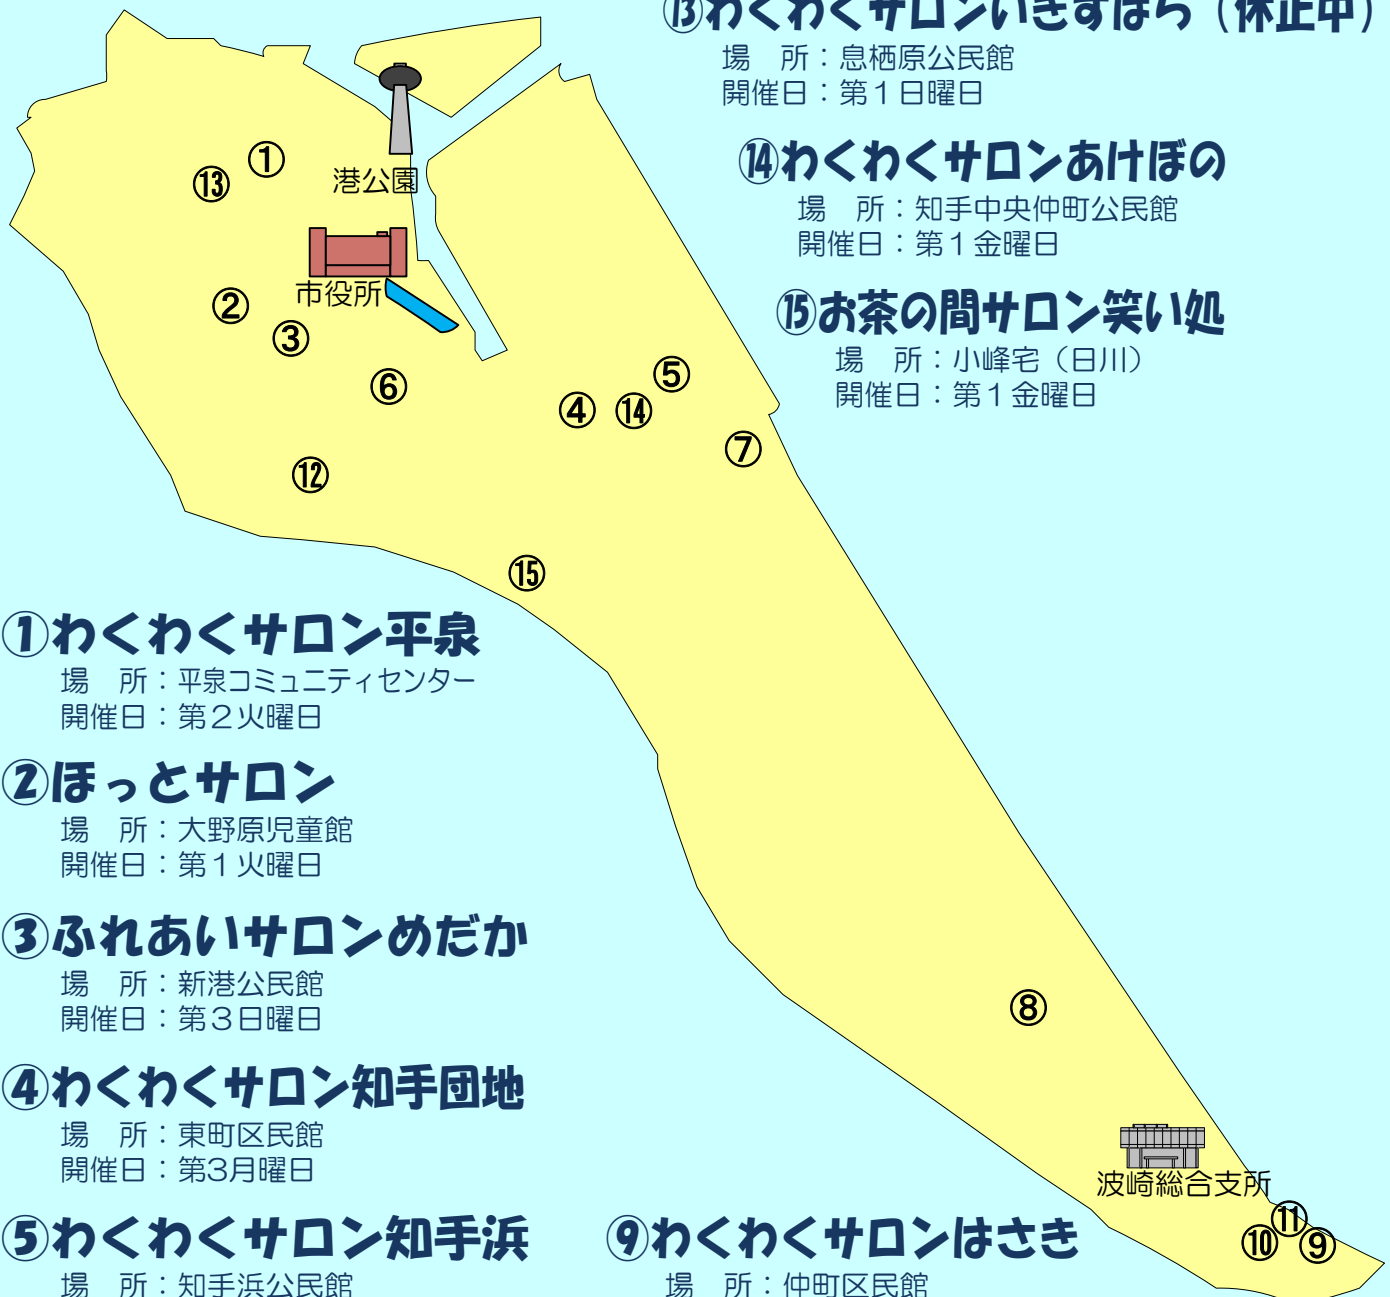 ⑬わくわくサロンいきすはら（休止中）
場　所：息栖原公民館
開催日：第１日曜日
⑭わくわくサロンあけぼの
場　所：知手中央仲町公民館
開催日：第１金曜日
⑮お茶の間サロン笑い処
場　所：小峰宅（日川）
開催日：第１金曜日
①
⑬
港公園
市役所
②
③
⑥
④
⑭
⑤
⑦
⑫
⑮
①わくわくサロン平泉
場　所：平泉コミュニティセンター
開催日：第２火曜日
②ほっとサロン
場　所：大野原児童館
開催日：第１火曜日
③ふれあいサロンめだか
場　所：新港公民館
開催日：第３日曜日
④わくわくサロン知手団地
場　所：東町区民館
開催日：第3月曜日
⑤わくわくサロン知手浜
場　所：知手浜公民館
⑧
波崎総合支所
⑪
⑩
⑨
⑨わくわくサロンはさき
場　所：仲町区民館